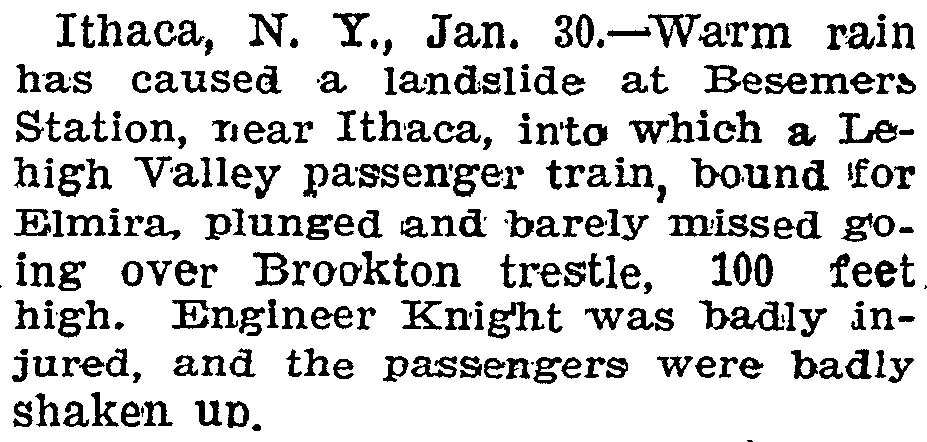 Ithaca, N. Y., Jan. 30.—Warm rain
has caused a landslide at Besemers
Station, near Ithaca, into which a Le-
high Valley passenger train, bound for
Elmira, plunged and barely missed go-
ing over Brookton trestle, 100 feet
high. Engineer Knight was badly in-
jured, and the passengers were badly
shaken up.